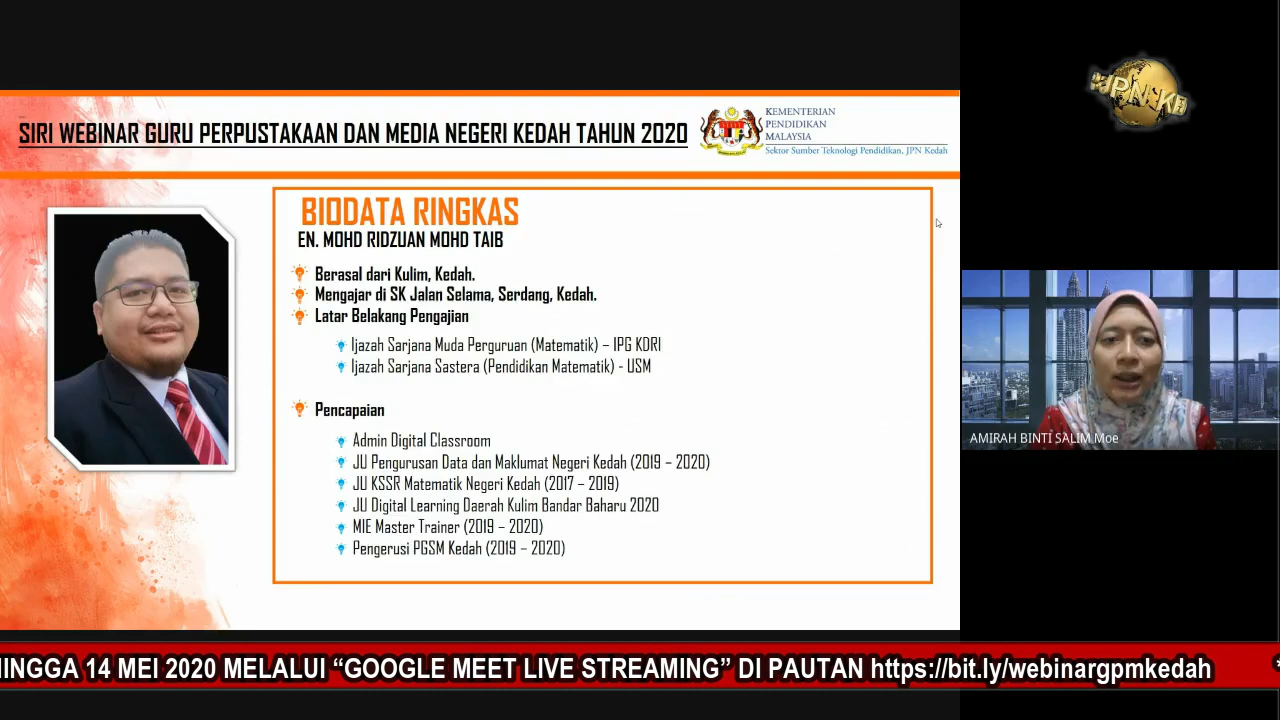 SIRI WEBINAR GURU PERPUSTAKAAN DAN MEDIA NEGERI KEDAH TAHUN 2020
KEMENTERIAN
PENDIDIKAN
MALAYSIA
Sektor Sumber Teknologi Pendidikan, JPN Kedah
BIODATA RINGKAS
EN. MOHD RIDZUAN MOHD TAIB
Berasal dari Kulim, Kedah.
Mengajar di SK Jalan Selama, Serdang, Kedah.
Latar Belakang Pengajian
Ijazah Sarjana Muda Perguruan (Matematik) – IPG KDRI
Ijazah Sarjana Sastera (Pendidikan Matematik) - USM
Pencapaian
Admin Digital Classroom
JU Pengurusan Data dan Maklumat Negeri Kedah (2019 – 2020)
JU KSSR Matematik Negeri Kedah (2017 – 2019)
JU Digital Learning Daerah Kulim Bandar Baharu 2020
MIE Master Trainer (2019 – 2020)
Pengerusi PGSM Kedah (2019 – 2020)
AMIRAH BINTI SALIM Moe
HINGGA 14 MEI 2020 MELALUI “GOOGLE MEET LIVE STREAMING” DI PAUTAN https://bit.ly/webinargpmkedah